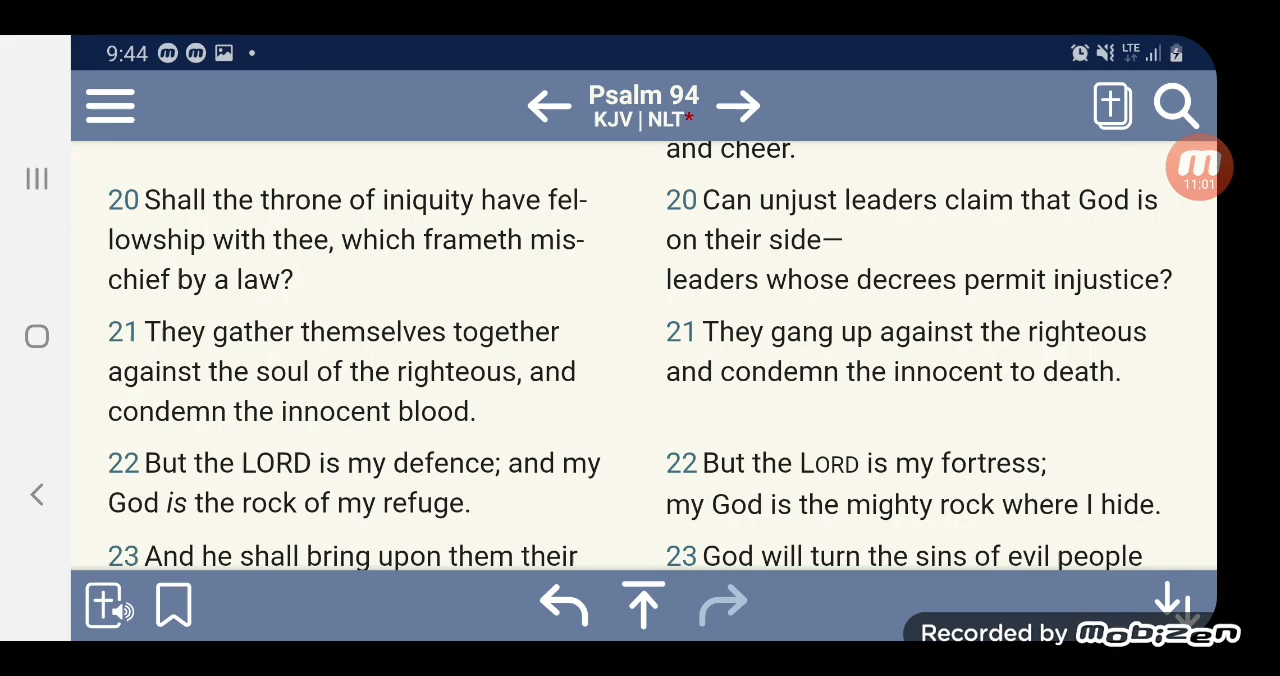 9:44
LTE
Psalm 94
KJV | NLT*
11:01
and cheer.
20 Shall the throne of iniquity have fel-
lowship with thee, which frameth mis-
chief by a law?
21 They gather themselves together
against the soul of the righteous, and
condemn the innocent blood.
22 But the LORD is my defence; and my
God is the rock of my refuge.
23 And he shall bring upon them their
20 Can unjust leaders claim that God is
on their side—
leaders whose decrees permit injustice?
21 They gang up against the righteous
and condemn the innocent to death.
22 But the LORD is my fortress;
my God is the mighty rock where I hide.
23 God will turn the sins of evil people
Recorded by Mobizen